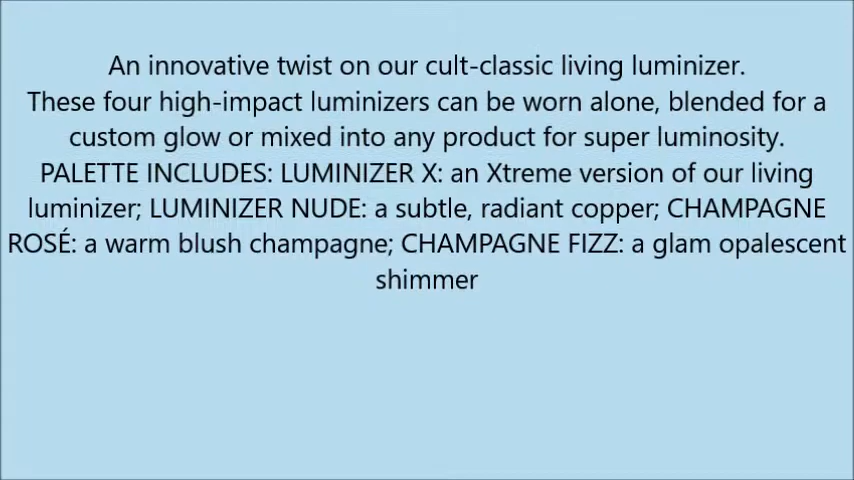 An innovative twist on our cult-classic living luminizer.
These four high-impact luminizers can be worn alone, blended for a
custom glow or mixed into any product for super luminosity.
PALETTE INCLUDES: LUMINIZER X: an Xtreme version of our living
luminizer; LUMINIZER NUDE: a subtle, radiant copper; CHAMPAGNE
ROSÉ: a warm blush champagne; CHAMPAGNE FIZZ: a glam opalescent
shimmer